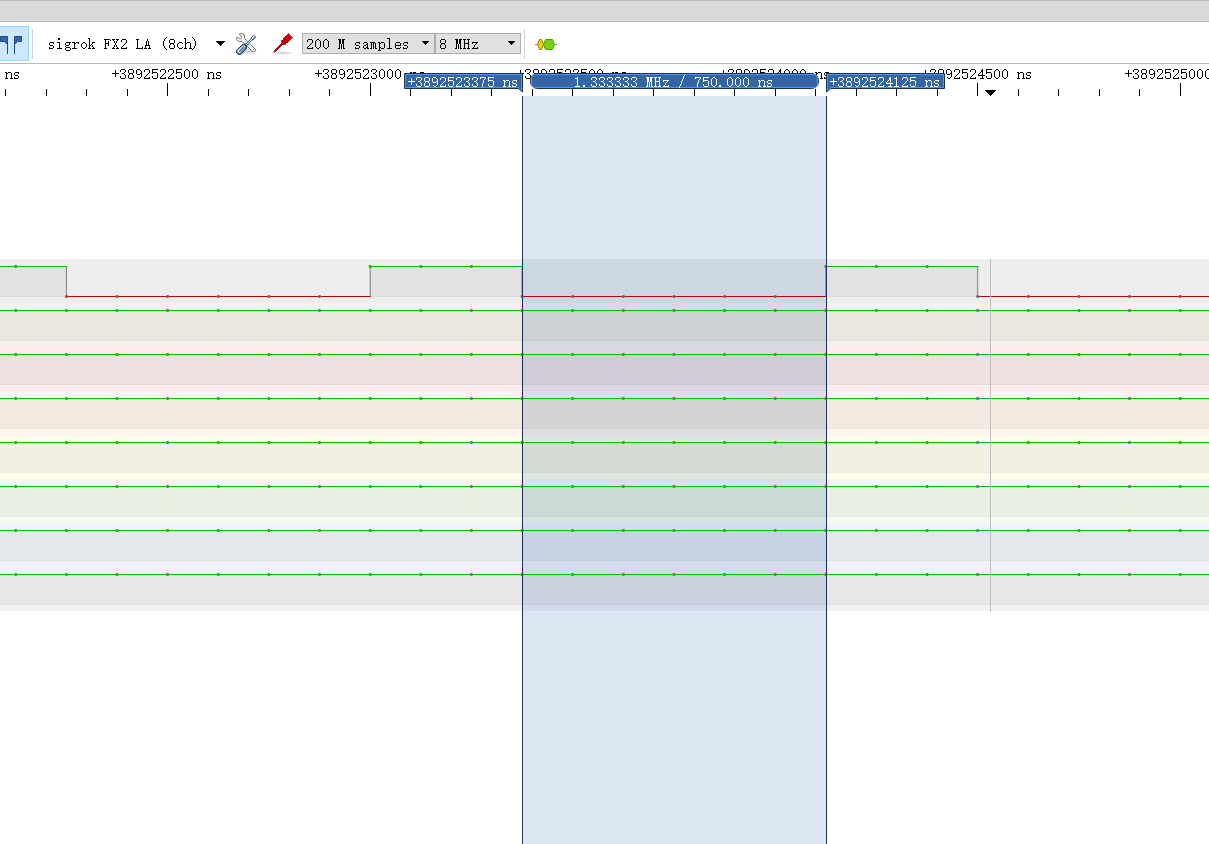 sigrok FX2 LA (8ch)
200 M samples
8 MHz
ns
+3892522500 ns
+3892523000 ns
+3892524500 ns
+3892525000
+3892523375 ns
1.333333 MHz / 750.000 ns
+3892524125 ns